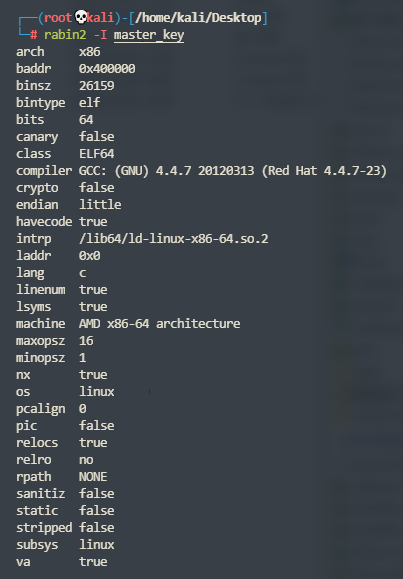 (root💀kali)-[/home/kali/Desktop]
# rabin2 -I master_key
arch x86
baddr 0x400000
binsz 26159
bintype elf
bits 64
canary false
class ELF64
compiler GCC: (GNU) 4.4.7 20120313 (Red Hat 4.4.7-23)
crypto false
endian little
havecode true
intrp /lib64/ld-linux-x86-64.so.2
laddr 0x0
lang c
linenum true
lsyms true
machine AMD x86-64 architecture
maxopsz 16
minopsz 1
nx true
os linux
pcalign 0
pic false
relocs true
relro no
rpath NONE
sanitiz false
static false
stripped false
subsys linux
va true